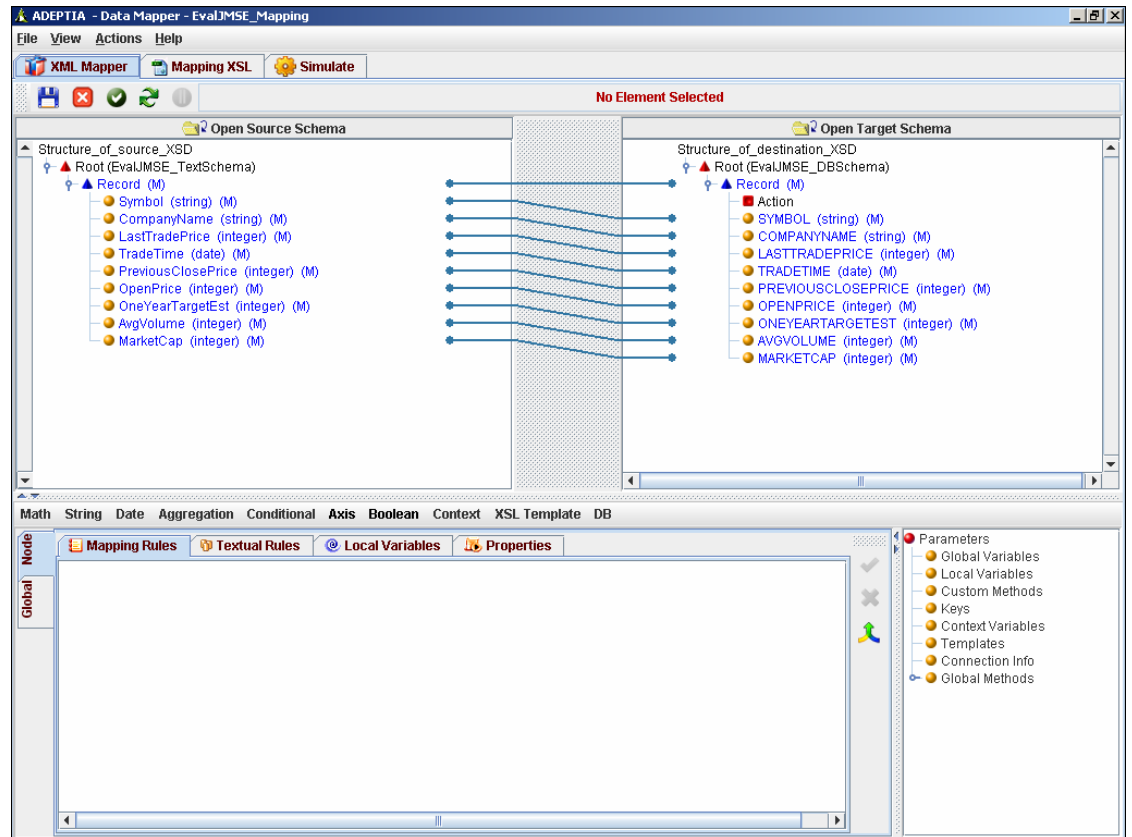 ADEPTIA - Data Mapper - EvalJMSE_Mapping
File View Actions Help
XML Mapper Mapping XSL Simulate
No Element Selected
Open Source Schema
Structure_of_source_XSD
Root (EvalJMSE_TextSchema)
Record (M)
Symbol (string) (M)
CompanyName (string) (M)
LastTradePrice (integer) (M)
TradeTime (date) (M)
PreviousClosePrice (integer) (M)
OpenPrice (integer) (M)
OneYearTargetEst (integer) (M)
AvgVolume (integer) (M)
MarketCap (integer) (M)
Open Target Schema
Structure_of_destination_XSD
Root (EvalJMSE_DBSchema)
Record (M)
Action
SYMBOL (string) (M)
COMPANYNAME (string) (M)
LASTTRADEPRICE (integer) (M)
TRADETIME (date) (M)
PREVIOUSCLOSEPRICE (integer) (M)
OPENPRICE (integer) (M)
ONEYEARTARGETEST (integer) (M)
AVGVOLUME (integer) (M)
MARKETCAP (integer) (M)
Math String Date Aggregation Conditional Axis Boolean Context XSL Template DB
Node
Global
Mapping Rules Textual Rules Local Variables Properties
Parameters
Global Variables
Local Variables
Custom Methods
Keys
Context Variables
Templates
Connection Info
Global Methods